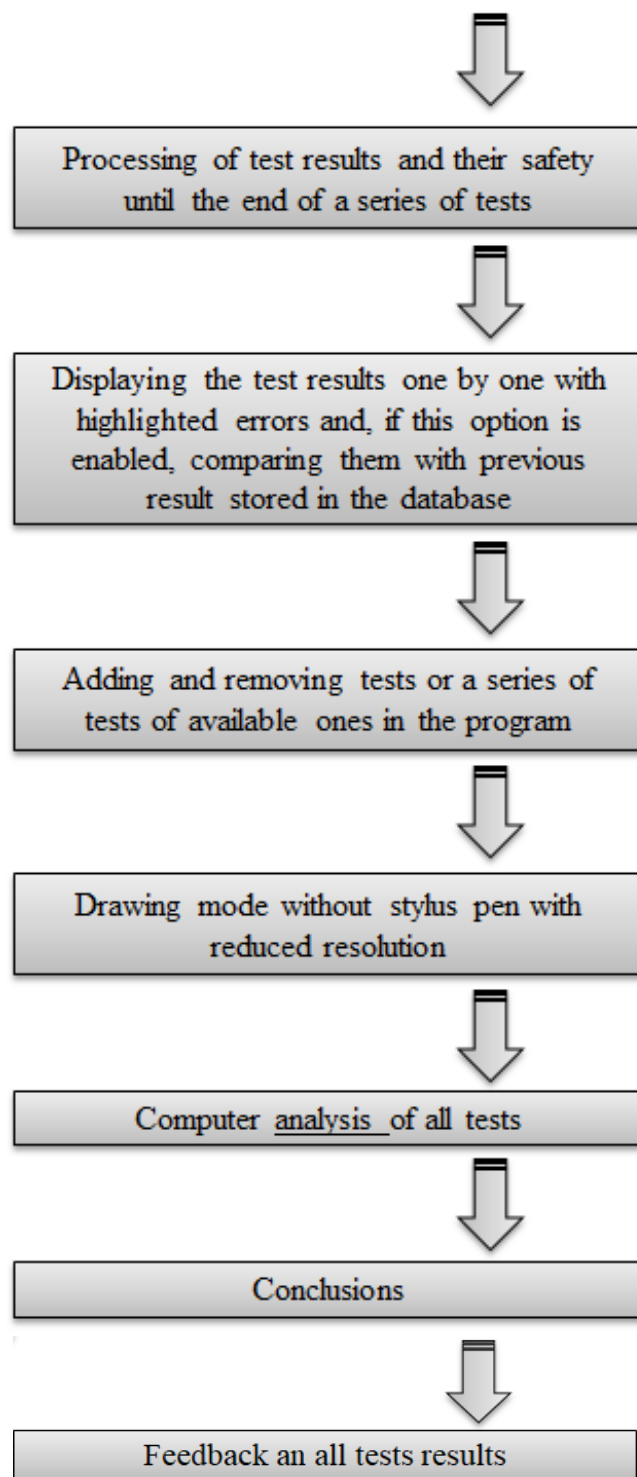 Processing of test results and their safety
until the end of a series of tests
Displaying the test results one by one with
highlighted errors and, if this option is
enabled, comparing them with previous
result stored in the database
Adding and removing tests or a series of
tests of available ones in the program
Drawing mode without stylus pen with
reduced resolution
Computer analysis of all tests
Conclusions
Feedback an all tests results